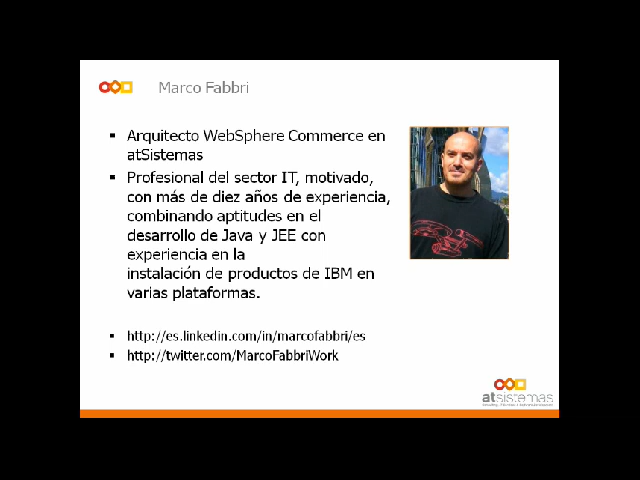 Marco Fabbri
▪ Arquitecto WebSphere Commerce en
atSistemas
▪ Profesional del sector IT, motivado,
con más de diez años de experiencia,
combinando aptitudes en el
desarrollo de Java y JEE con
experiencia en la
instalación de productos de IBM en
varias plataformas.
▪ http://es.linkedin.com/in/marcofabbri/es
▪ http://twitter.com/MarcoFabbriWork
atsistemas